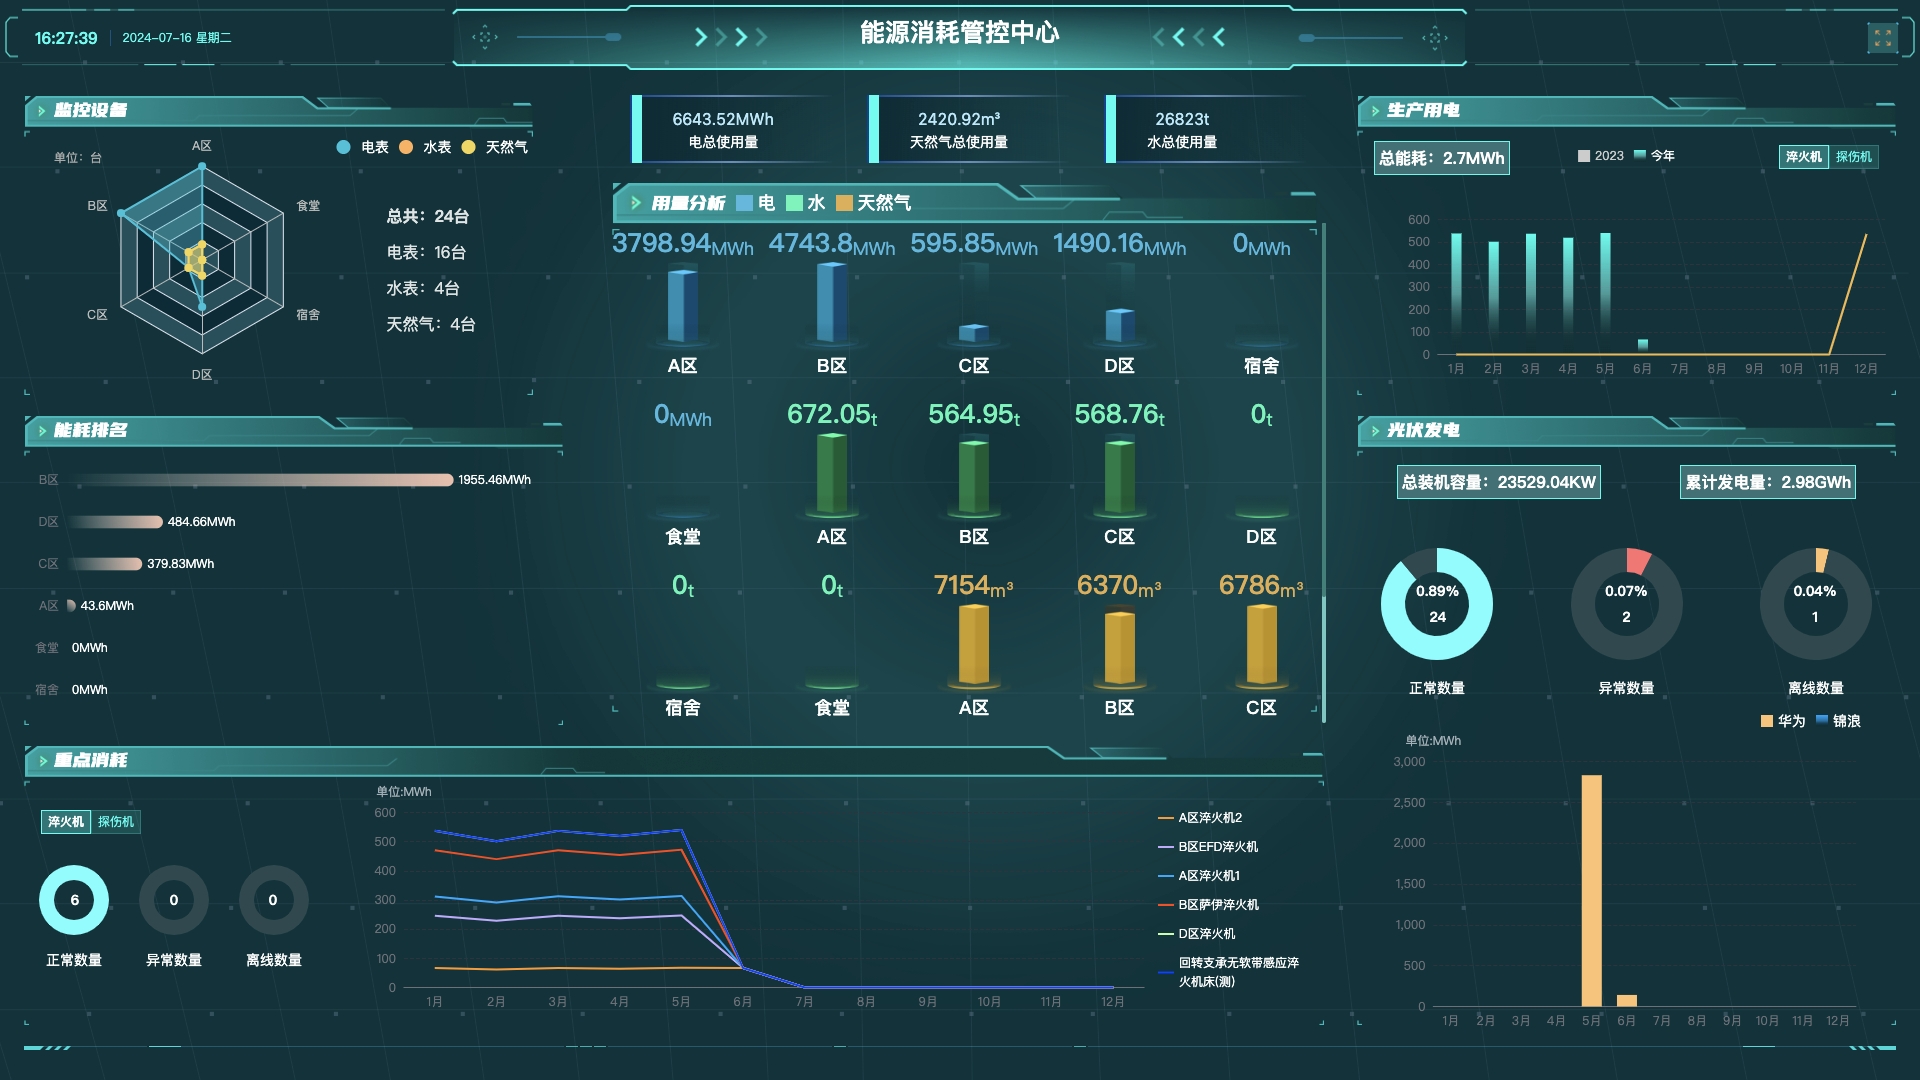 16:27:39 2024-07-16 星期二
能源消耗管控中心
监控设备
单位：台
电表 水表 天然气
A区
B区
C区
D区
宿舍
食堂
总共：24台
电表：16台
水表：4台
天然气：4台
能耗排名
B区 1955.46MWh
D区 484.66MWh
C区 379.83MWh
A区 43.6MWh
食堂 0MWh
宿舍 0MWh
6643.52MWh
电总使用量
2420.92m³
天然气总使用量
26823t
水总使用量
用量分析 电 水 天然气
3798.94MWh 4743.8MWh 595.85MWh 1490.16MWh 0MWh
A区 B区 C区 D区 宿舍
0MWh 672.05t 564.95t 568.76t 0t
食堂 A区 B区 C区 D区
0t 0t 7154m³ 6370m³ 6786m³
宿舍 食堂 A区 B区 C区
生产用电
总能耗：2.7MWh
2023 今年
淬火机 探伤机
600
500
400
300
200
100
0
1月 2月 3月 4月 5月 6月 7月 8月 9月 10月 11月 12月
光伏发电
总装机容量：23529.04KW
累计发电量：2.98GWh
0.89%
24
正常数量
0.07%
2
异常数量
0.04%
1
离线数量
华为 锦浪
单位:MWh
3,000
2,500
2,000
1,500
1,000
500
0
1月 2月 3月 4月 5月 6月 7月 8月 9月 10月 11月 12月
重点消耗
淬火机 探伤机
6 0 0
正常数量 异常数量 离线数量
单位:MWh
600
500
400
300
200
100
0
1月 2月 3月 4月 5月 6月 7月 8月 9月 10月 11月 12月
A区淬火机2
B区EFD淬火机
A区淬火机1
B区萨伊淬火机
D区淬火机
回转支承无软带感应淬
火机床(测)